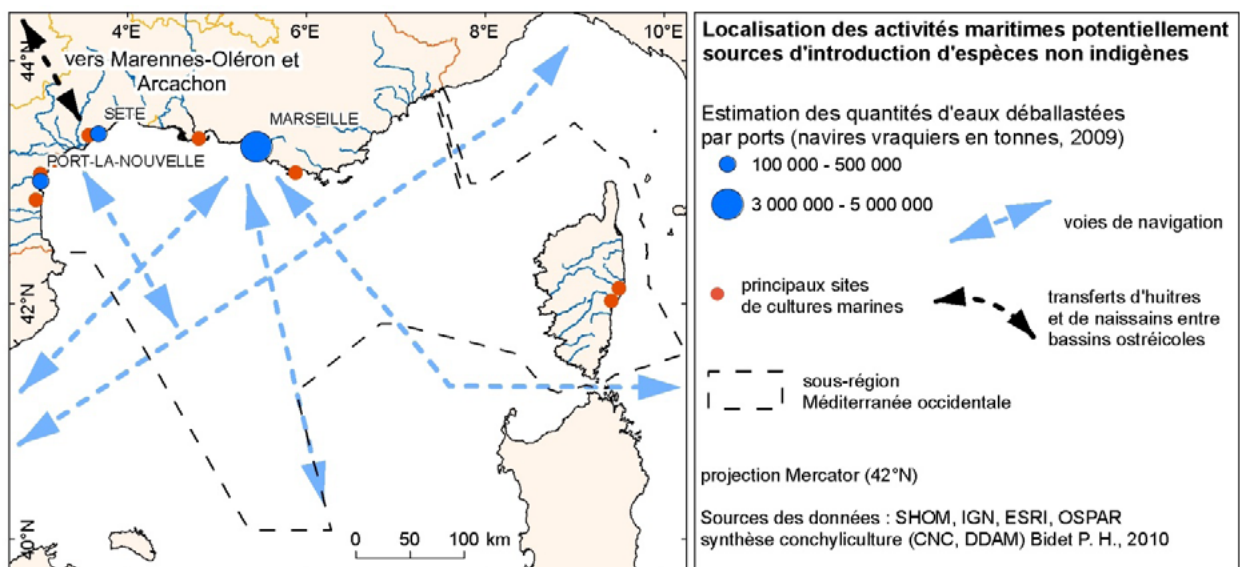 4°E
6°E
8°E
10°E
44°N
vers Marennes-Oléron et
Arcachon
SETE
MARSEILLE
PORT-LA-NOUVELLE
42°N
40°N
0 50 100 km
Localisation des activités maritimes potentiellement
sources d'introduction d'espèces non indigènes
Estimation des quantités d'eaux déballastées
par ports (navires vraquiers en tonnes, 2009)
100 000 - 500 000
3 000 000 - 5 000 000
voies de navigation
principaux sites
de cultures marines
transferts d'huitres
et de naissains entre
bassins ostréicoles
sous-région
Méditerranée occidentale
projection Mercator (42°N)
Sources des données : SHOM, IGN, ESRI, OSPAR
synthèse conchyliculture (CNC, DDAM) Bidet P. H., 2010